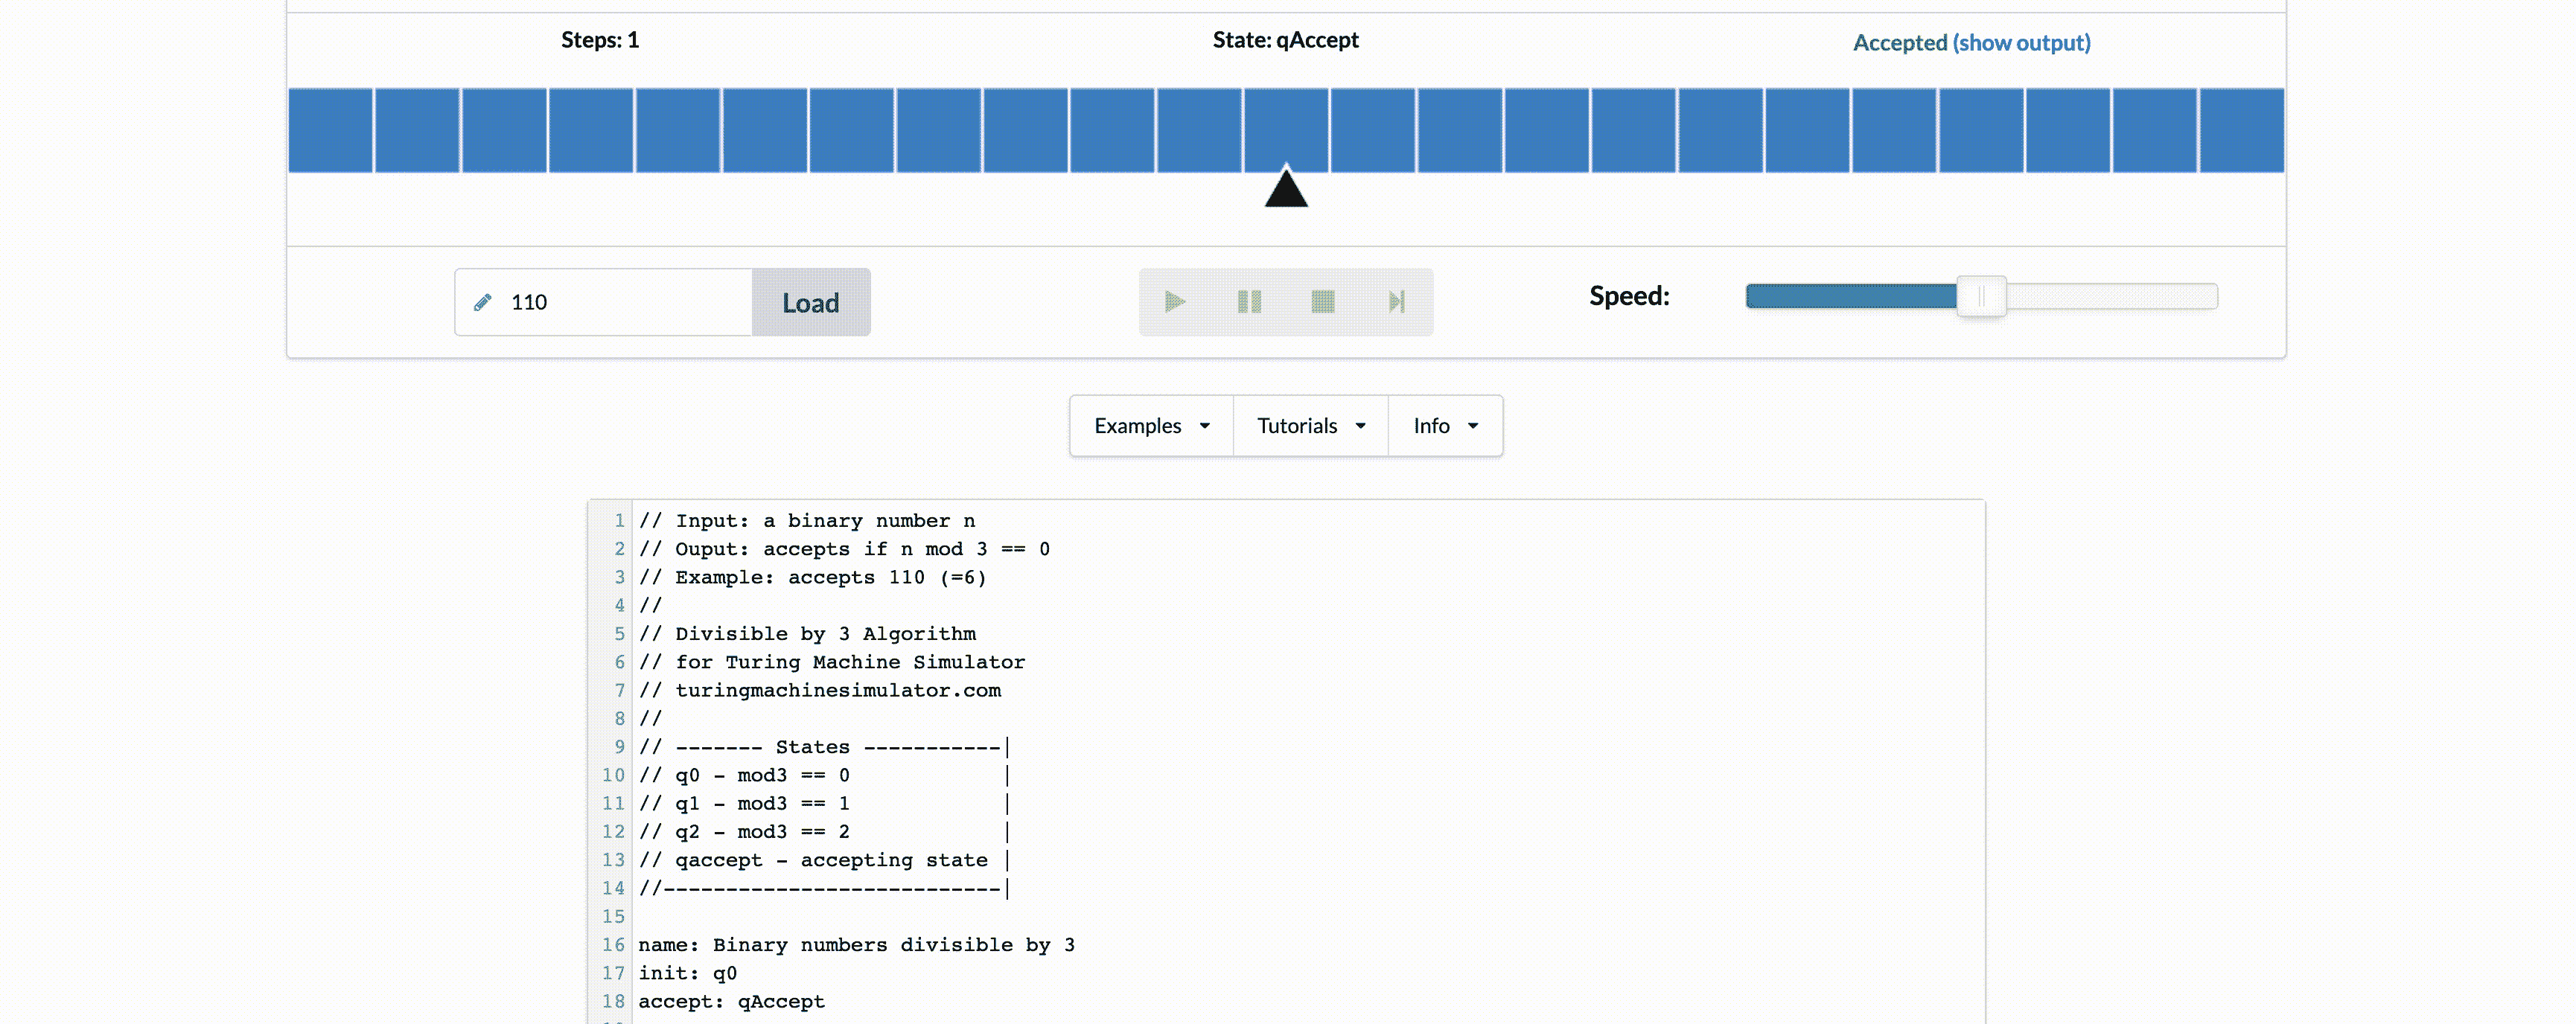 Steps: 1
State: qAccept
Accepted (show output)
110
Load
Speed:
Examples
Tutorials
Info
1 // Input: a binary number n
2 // Ouput: accepts if n mod 3 == 0
3 // Example: accepts 110 (=6)
4 //
5 // Divisible by 3 Algorithm
6 // for Turing Machine Simulator
7 // turingmachinesimulator.com
8 //
9 // ------- States -----------|
10 // q0 - mod3 == 0 |
11 // q1 - mod3 == 1 |
12 // q2 - mod3 == 2 |
13 // qaccept - accepting state |
14 //---------------------------|
15
16 name: Binary numbers divisible by 3
17 init: q0
18 accept: qAccept